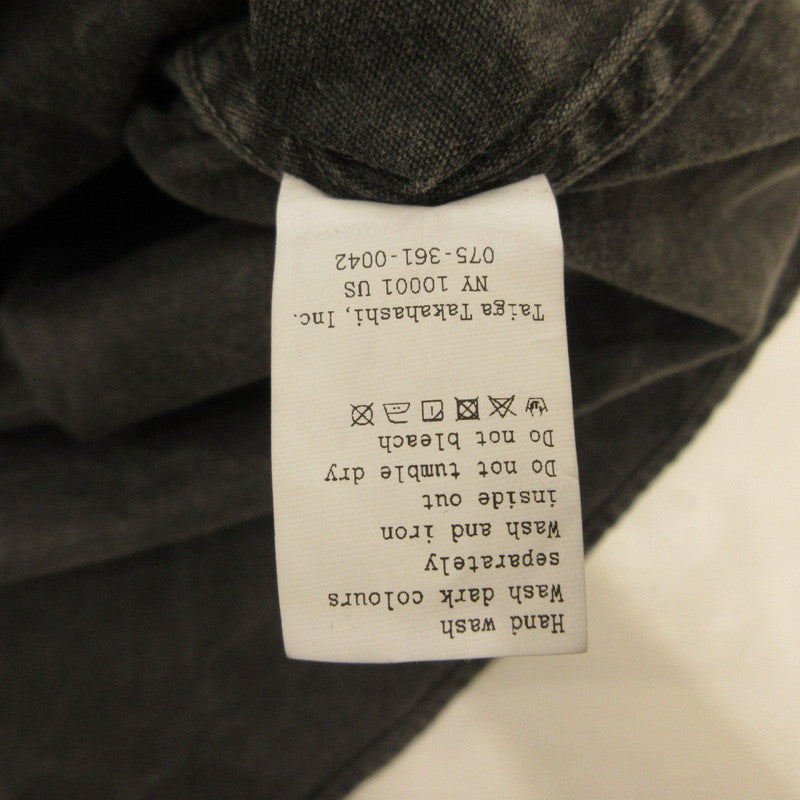 Hand wash
Wash dark colours
separately
Wash and iron
inside out
Do not tumble dry
Do not bleach
Taiga Takahashi, Inc.
NY 10001 US
075-361-0042